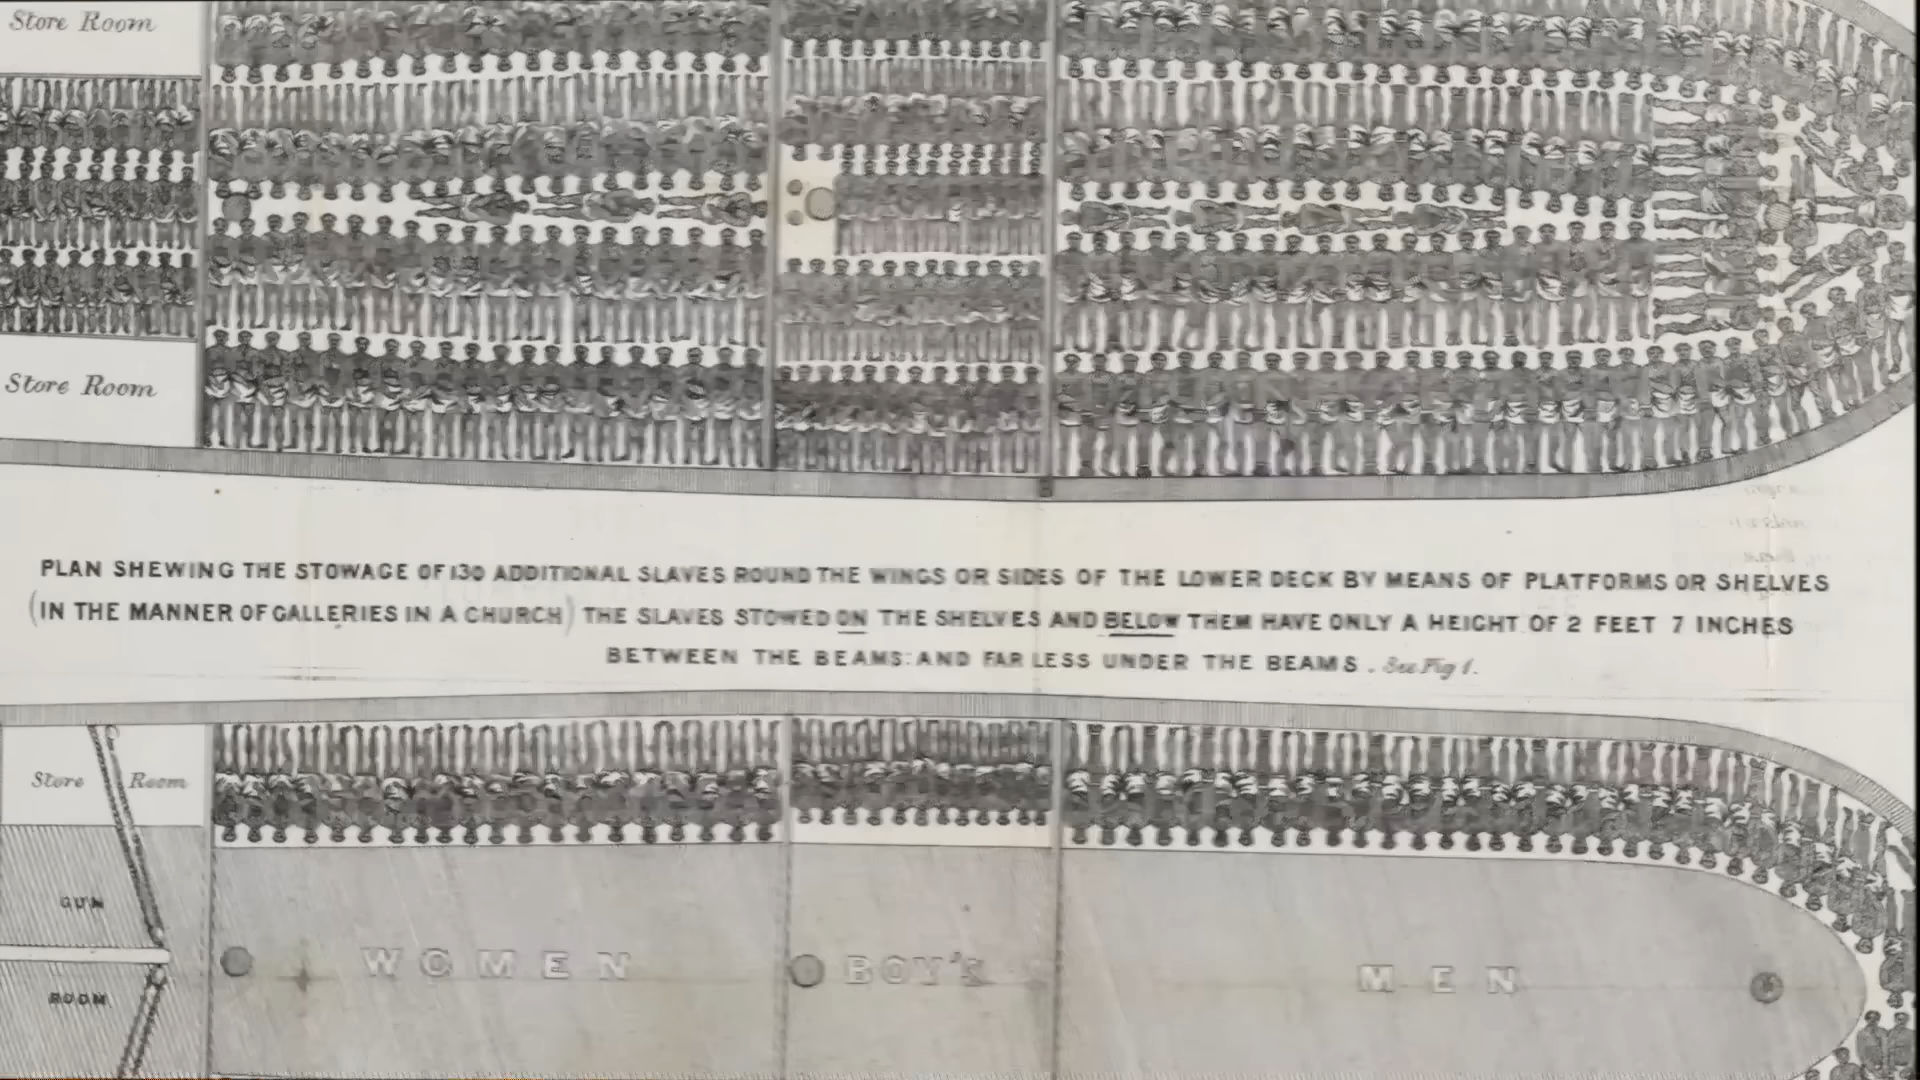 Store Room
Store Room
PLAN SHEWING THE STOWAGE OF 130 ADDITIONAL SLAVES ROUND THE WINGS OR SIDES OF THE LOWER DECK BY MEANS OF PLATFORMS OR SHELVES
(IN THE MANNER OF GALLERIES IN A CHURCH) THE SLAVES STOWED ON THE SHELVES AND BELOW THEM HAVE ONLY A HEIGHT OF 2 FEET 7 INCHES
BETWEEN THE BEAMS: AND FAR LESS UNDER THE BEAMS. See Fig 1.
Store Room
GUN
ROOM
WOMEN
BOY'S
MEN